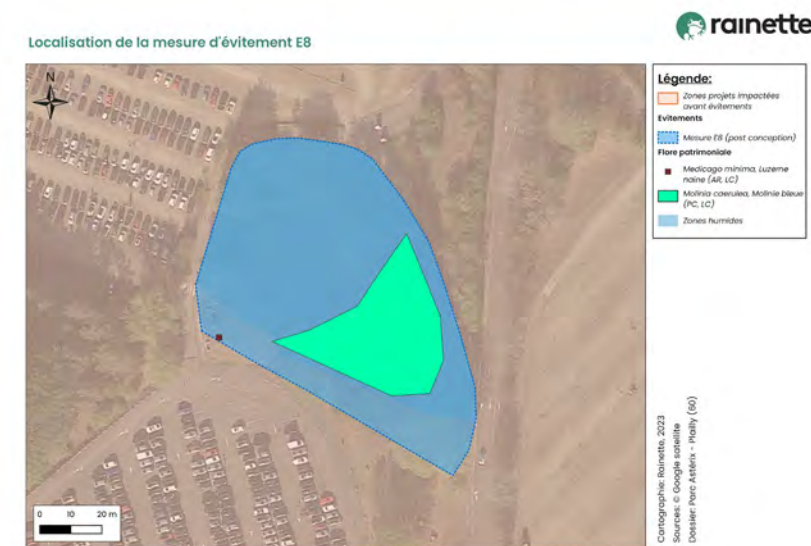 rainette
Localisation de la mesure d'évitement E8
N
0 10 20 m
Légende:
Zones projets impactées
avant évitements
Evitements
Mesure E8 (post conception)
Flore patrimoniale
Medicago minima, Luzerne
naine (AR, LC)
Molinia caerulea, Molinie bleue
(PC, LC)
Zones humides
Cartographie: Rainette, 2023
Sources: © Google satellite
Dossier: Parc Astérix - Plailly (60)